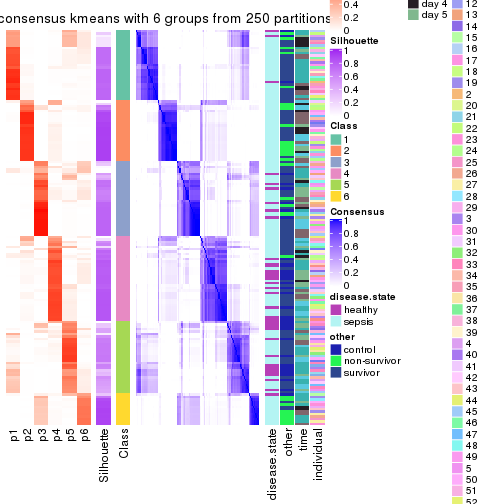 consensus kmeans with 6 groups from 250 partitions
p1
p2
p3
p4
p5
p6
Silhouette
Class
disease.state
other
time
individual
0.4
0.2
0
Silhouette
1
0.8
0.6
0.4
0.2
0
Class
1
2
3
4
5
6
Consensus
1
0.8
0.6
0.4
0.2
0
disease.state
healthy
sepsis
other
control
non-survivor
survivor
day 4
day 5
12
13
14
15
16
17
18
19
2
20
21
22
23
24
25
26
27
28
29
3
30
31
32
33
34
35
36
37
38
39
4
40
41
42
43
44
45
46
47
48
49
5
50
51
52